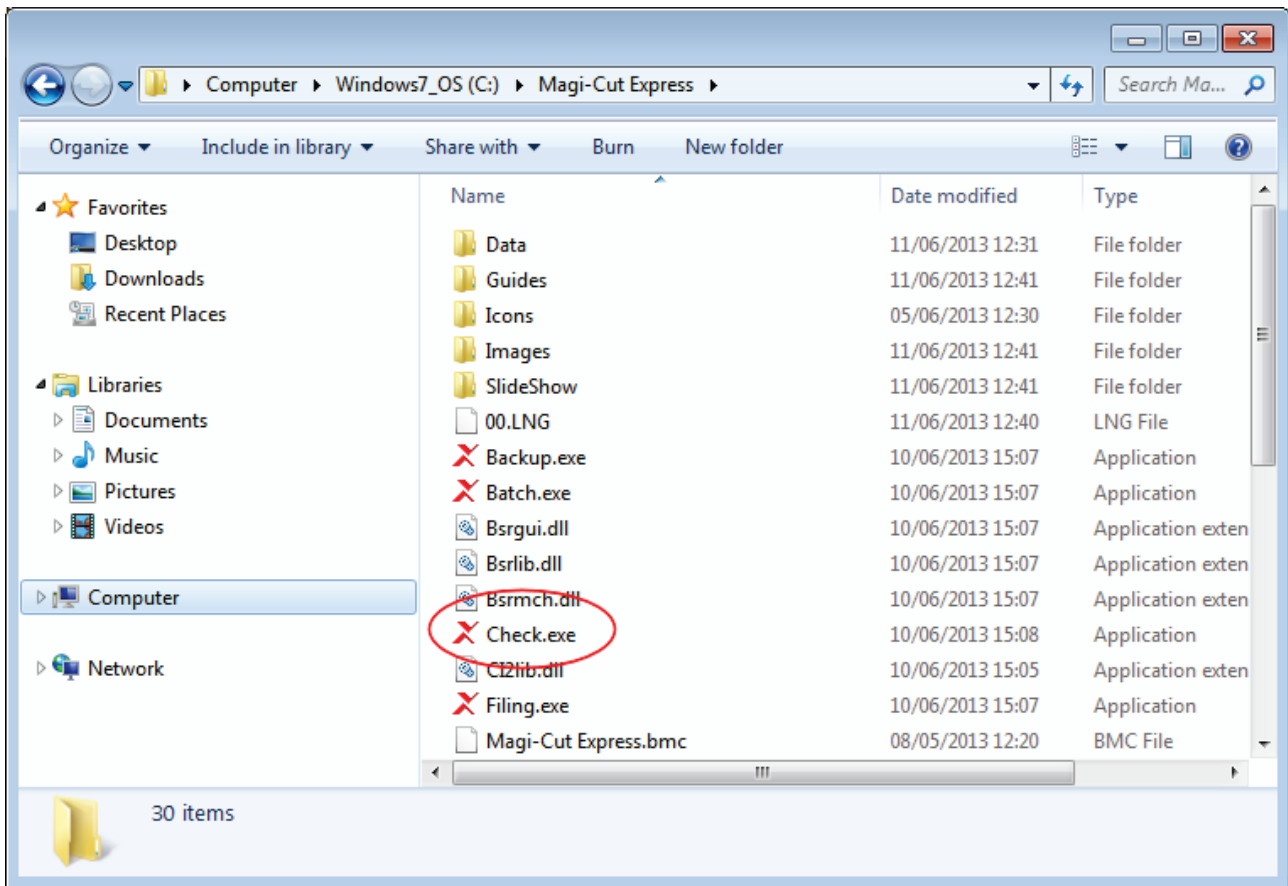 Computer Windows7_OS (C:) Magi-Cut Express Search Ma...
Organize Include in library Share with Burn New folder
Name Date modified Type
Favorites
Desktop
Downloads
Recent Places
Libraries
Documents
Music
Pictures
Videos
Computer
Network
Data 11/06/2013 12:31 File folder
Guides 11/06/2013 12:41 File folder
Icons 05/06/2013 12:30 File folder
Images 11/06/2013 12:41 File folder
SlideShow 11/06/2013 12:41 File folder
00.LNG 11/06/2013 12:40 LNG File
Backup.exe 10/06/2013 15:07 Application
Batch.exe 10/06/2013 15:07 Application
Bsrgui.dll 10/06/2013 15:07 Application exten
Bsrlib.dll 10/06/2013 15:07 Application exten
Bsrmch.dll 10/06/2013 15:07 Application exten
Check.exe 10/06/2013 15:08 Application
CI2lib.dll 10/06/2013 15:05 Application exten
Filing.exe 10/06/2013 15:07 Application
Magi-Cut Express.bmc 08/05/2013 12:20 BMC File
30 items